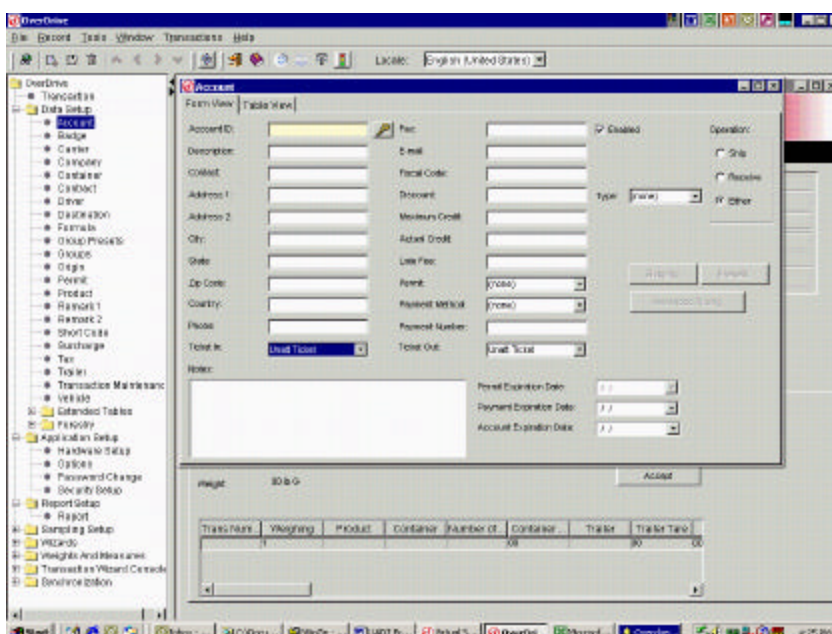 OverDrive
File Record Tools Window Transactions Help
Locale: English (United States)
OverDrive
Transaction
Data Setup
Account
Badge
Carrier
Company
Container
Contract
Driver
Destination
Formula
Group Presets
Groups
Origin
Permit
Product
Remark 1
Remark 2
Short Code
Surcharge
Tax
Trailer
Transaction Maintenanc
Vehicle
Extended Tables
Forestry
Application Setup
Hardware Setup
Options
Password Change
Security Setup
Report Setup
Report
Sampling Setup
Wizards
Weights And Measures
Transaction Wizard Console
Synchronization
Account
Form View Table View
Account ID: Fax: Enabled Operation:
Description: E-mail: Ship
Contact: Fiscal Code: Receive
Address 1: Discount: Type: (none) Either
Address 2: Maximum Credit:
City: Actual Credit:
State: Late Fee:
Zip Code: Permit: (none)
Country: Payment Method: (none)
Phone: Payment Number:
Ticket In: Unatt Ticket Ticket Out: Unatt Ticket
Notes:
Permit Expiration Date: / /
Payment Expiration Date: / /
Account Expiration Date: / /
Weight: Accept
Trans Num... Weighing Product Container Number of... Container ... Trailer Trailer Tare